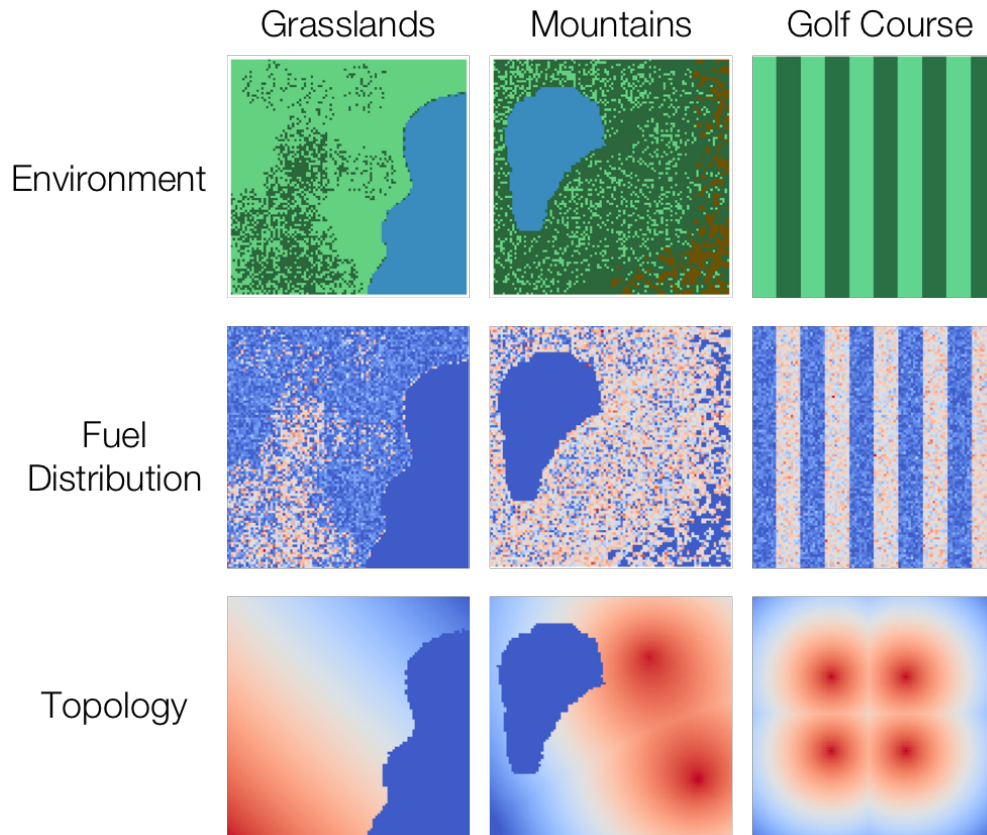 Grasslands
Mountains
Golf Course
Environment
Fuel
Distribution
Topology